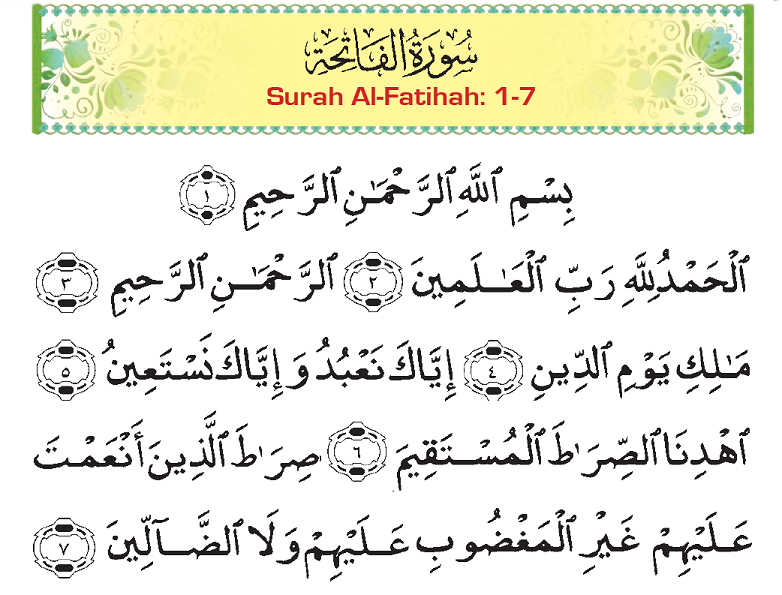 سُورَةُ الفَاتِحَة
Surah Al-Fatihah: 1-7
بِسْمِ ٱللَّهِ ٱلرَّحْمَـٰنِ ٱلرَّحِيمِ ١
ٱلْحَمْدُ لِلَّهِ رَبِّ ٱلْعَـٰلَمِينَ ٢ ٱلرَّحْمَـٰنِ ٱلرَّحِيمِ ٣
مَـٰلِكِ يَوْمِ ٱلدِّينِ ٤ إِيَّاكَ نَعْبُدُ وَإِيَّاكَ نَسْتَعِينُ ٥
ٱهْدِنَا ٱلصِّرَٰطَ ٱلْمُسْتَقِيمَ ٦ صِرَٰطَ ٱلَّذِينَ أَنْعَمْتَ
عَلَيْهِمْ غَيْرِ ٱلْمَغْضُوبِ عَلَيْهِمْ وَلَا ٱلضَّآلِّينَ ٧